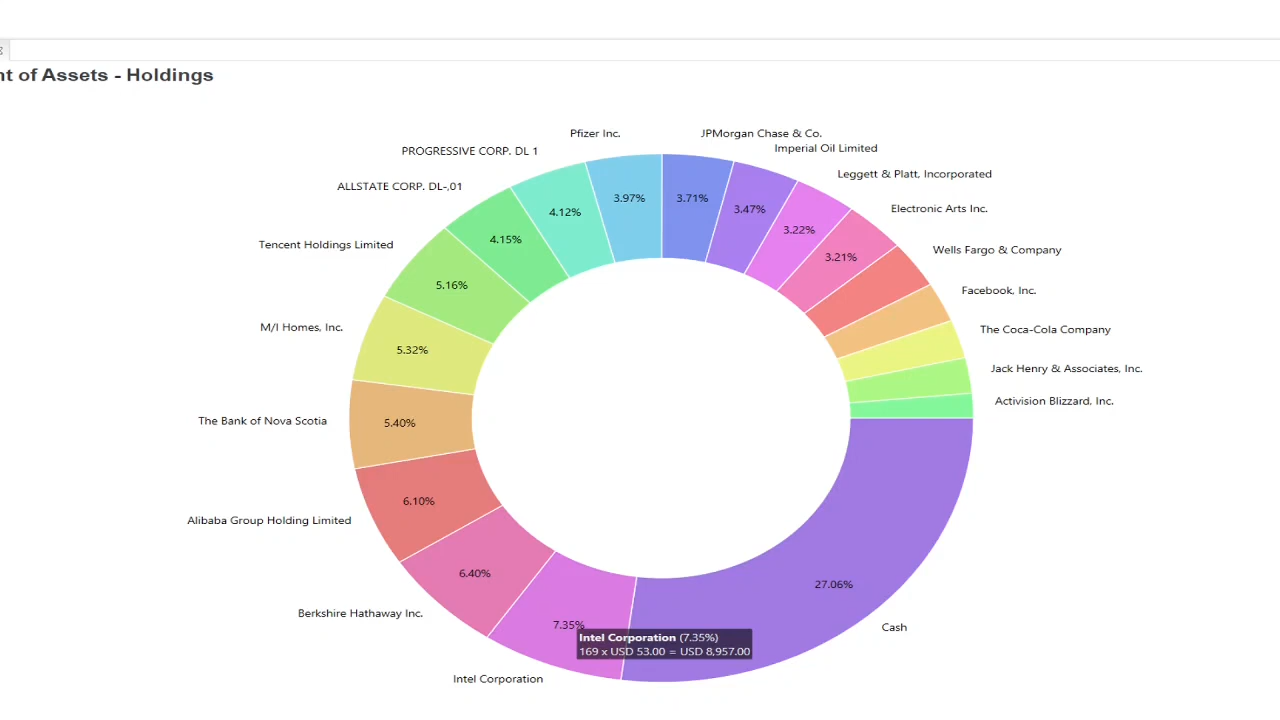 nt of Assets - Holdings
Pfizer Inc.
JPMorgan Chase & Co.
Imperial Oil Limited
PROGRESSIVE CORP. DL 1
Leggett & Platt, Incorporated
ALLSTATE CORP. DL-.01
3.97%
3.71%
3.47%
Electronic Arts Inc.
4.12%
3.22%
4.15%
Tencent Holdings Limited
Wells Fargo & Company
3.21%
5.16%
Facebook, Inc.
M/I Homes, Inc.
The Coca-Cola Company
5.32%
Jack Henry & Associates, Inc.
Activision Blizzard, Inc.
The Bank of Nova Scotia
5.40%
6.10%
Alibaba Group Holding Limited
6.40%
27.06%
Berkshire Hathaway Inc.
7.35%
Cash
Intel Corporation (7.35%)
169 x USD 53.00 = USD 8,957.00
Intel Corporation